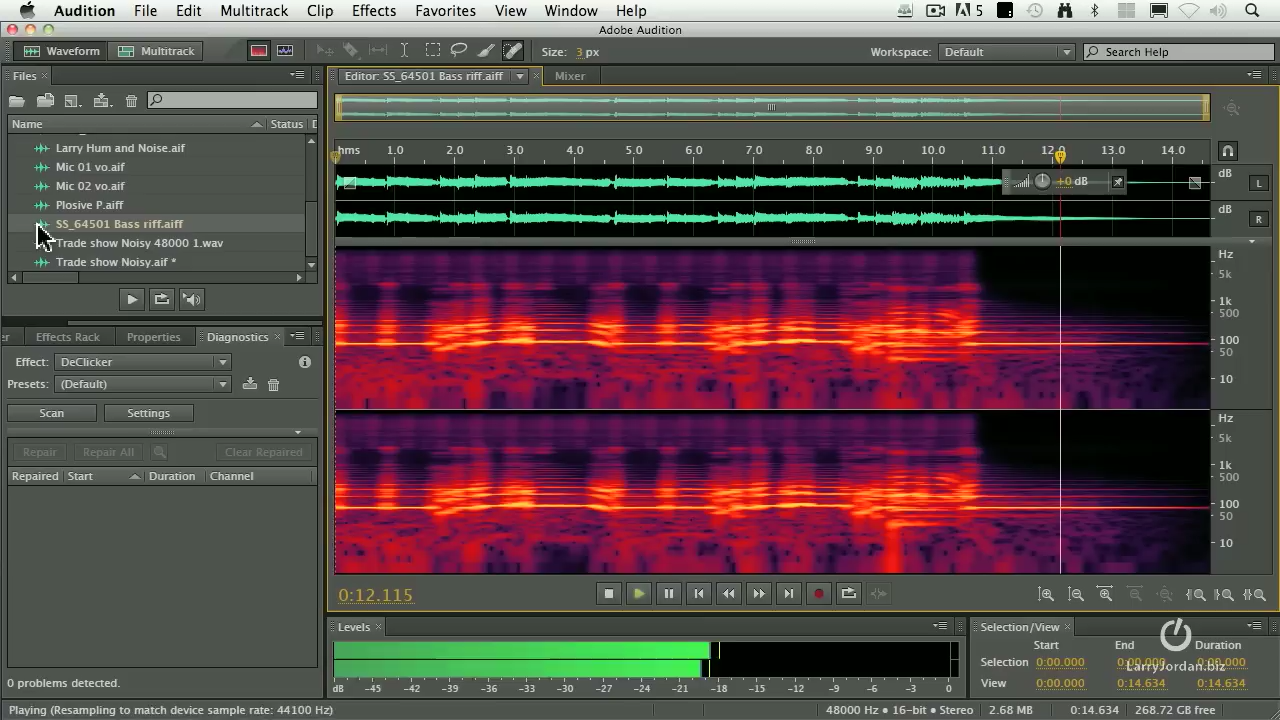 Audition File Edit Multitrack Clip Effects Favorites View Window Help 5
Adobe Audition
Waveform Multitrack Size: 3 px Workspace: Default Search Help
Files Editor: SS_64501 Bass riff.aiff Mixer
Name Status D
Larry Hum and Noise.aif
Mic 01 vo.aif
Mic 02 vo.aif
Plosive P.aiff
SS_64501 Bass riff.aiff
Trade show Noisy 48000 1.wav
Trade show Noisy.aif *
hms 1.0 2.0 3.0 4.0 5.0 6.0 7.0 8.0 9.0 10.0 11.0 12.0 13.0 14.0
dB
+0 dB
L
dB
R
Hz
5k
1k
500
100
50
10
Hz
5k
1k
500
100
50
10
er Effects Rack Properties Diagnostics
Effect: DeClicker
Presets: (Default)
Scan Settings
Repair Repair All Clear Repaired
Repaired Start Duration Channel
0 problems detected.
0:12.115
Levels
dB -45 -42 -39 -36 -33 -30 -27 -24 -21 -18 -15 -12 -9 -6 -3 0
Selection/View
Start End Duration
Selection 0:00.000 0:00.000 0:00.000
View 0:00.000 0:14.634 0:14.634
LarryJordan.biz
Playing (Resampling to match device sample rate: 44100 Hz) 48000 Hz • 16-bit • Stereo 2.68 MB 0:14.634 268.72 GB free